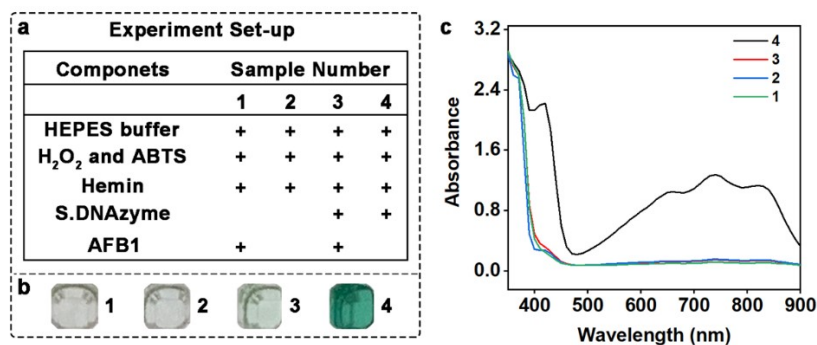 a Experiment Set-up
Componets Sample Number
1 2 3 4
HEPES buffer + + + +
H₂O₂ and ABTS + + + +
Hemin + + + +
S.DNAzyme + +
AFB1 + +
b 1 2 3 4
c
3.2
2.4
1.6
0.8
0.0
Absorbance
4
3
2
1
400 500 600 700 800 900
Wavelength (nm)